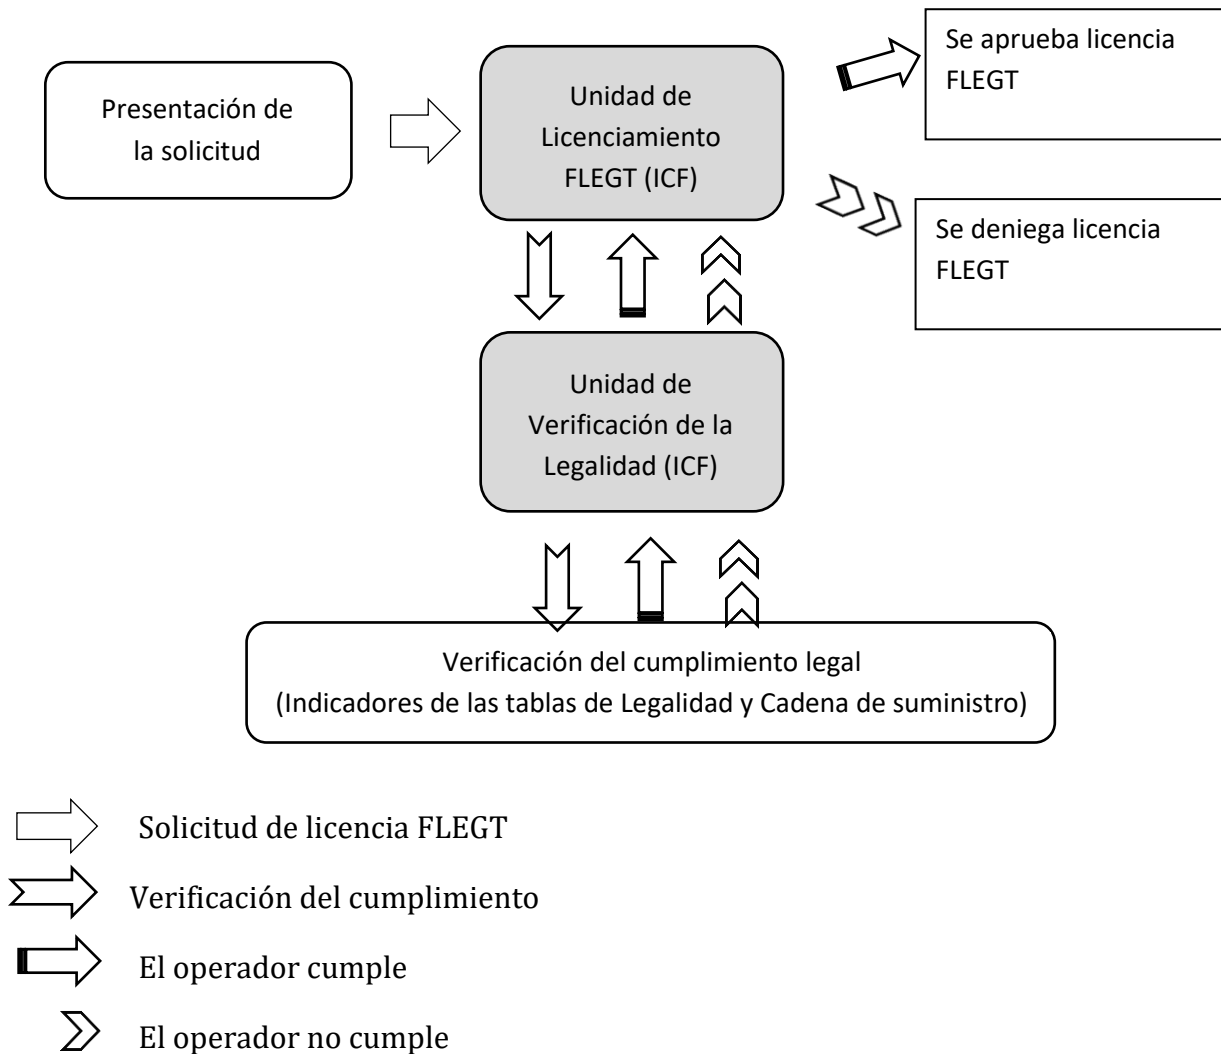 Presentación de
la solicitud
Unidad de
Licenciamiento
FLEGT (ICF)
Se aprueba licencia
FLEGT
Se deniega licencia
FLEGT
Unidad de
Verificación de la
Legalidad (ICF)
Verificación del cumplimiento legal
(Indicadores de las tablas de Legalidad y Cadena de suministro)
Solicitud de licencia FLEGT
Verificación del cumplimiento
El operador cumple
El operador no cumple